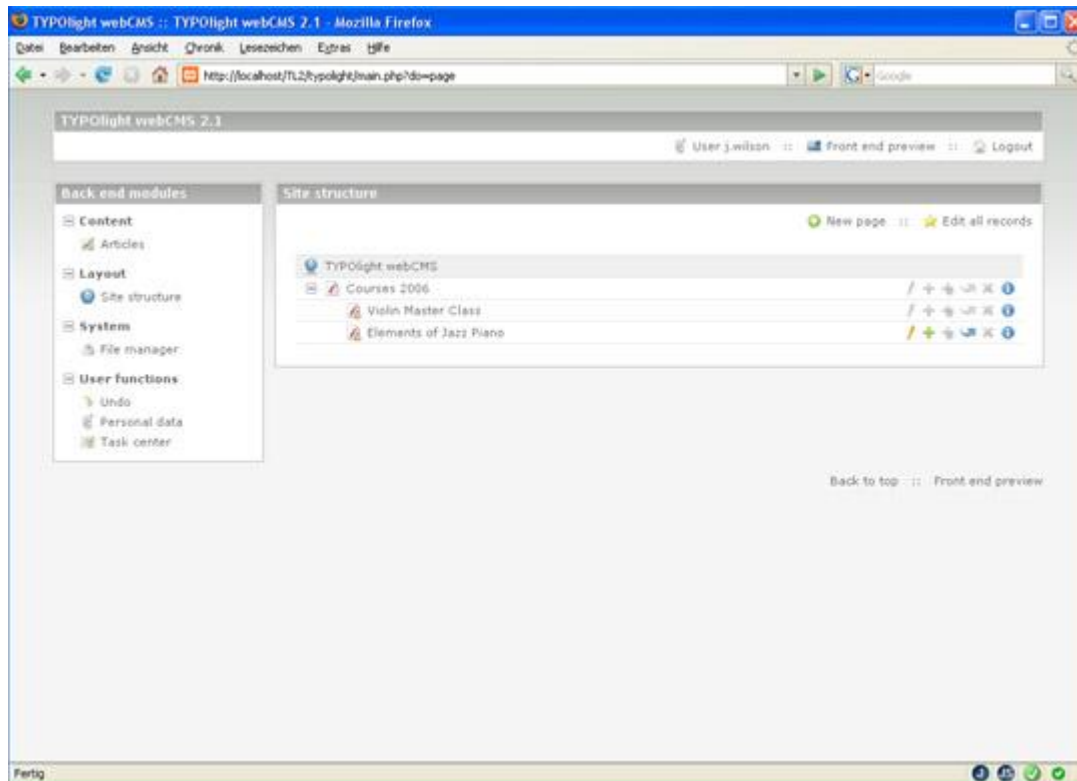 TYPOlight webCMS :: TYPOlight webCMS 2.1 - Mozilla Firefox
Datei Bearbeiten Ansicht Chronik Lesezeichen Extras Hilfe
http://localhost/TL2/typolight/main.php?do=page
Google
TYPOlight webCMS 2.1
User j.wilson :: Front end preview :: Logout
Back end modules
Content
Articles
Layout
Site structure
System
File manager
User functions
Undo
Personal data
Task center
Site structure
New page :: Edit all records
TYPOlight webCMS
Courses 2006
Violin Master Class
Elements of Jazz Piano
Back to top :: Front end preview
Fertig